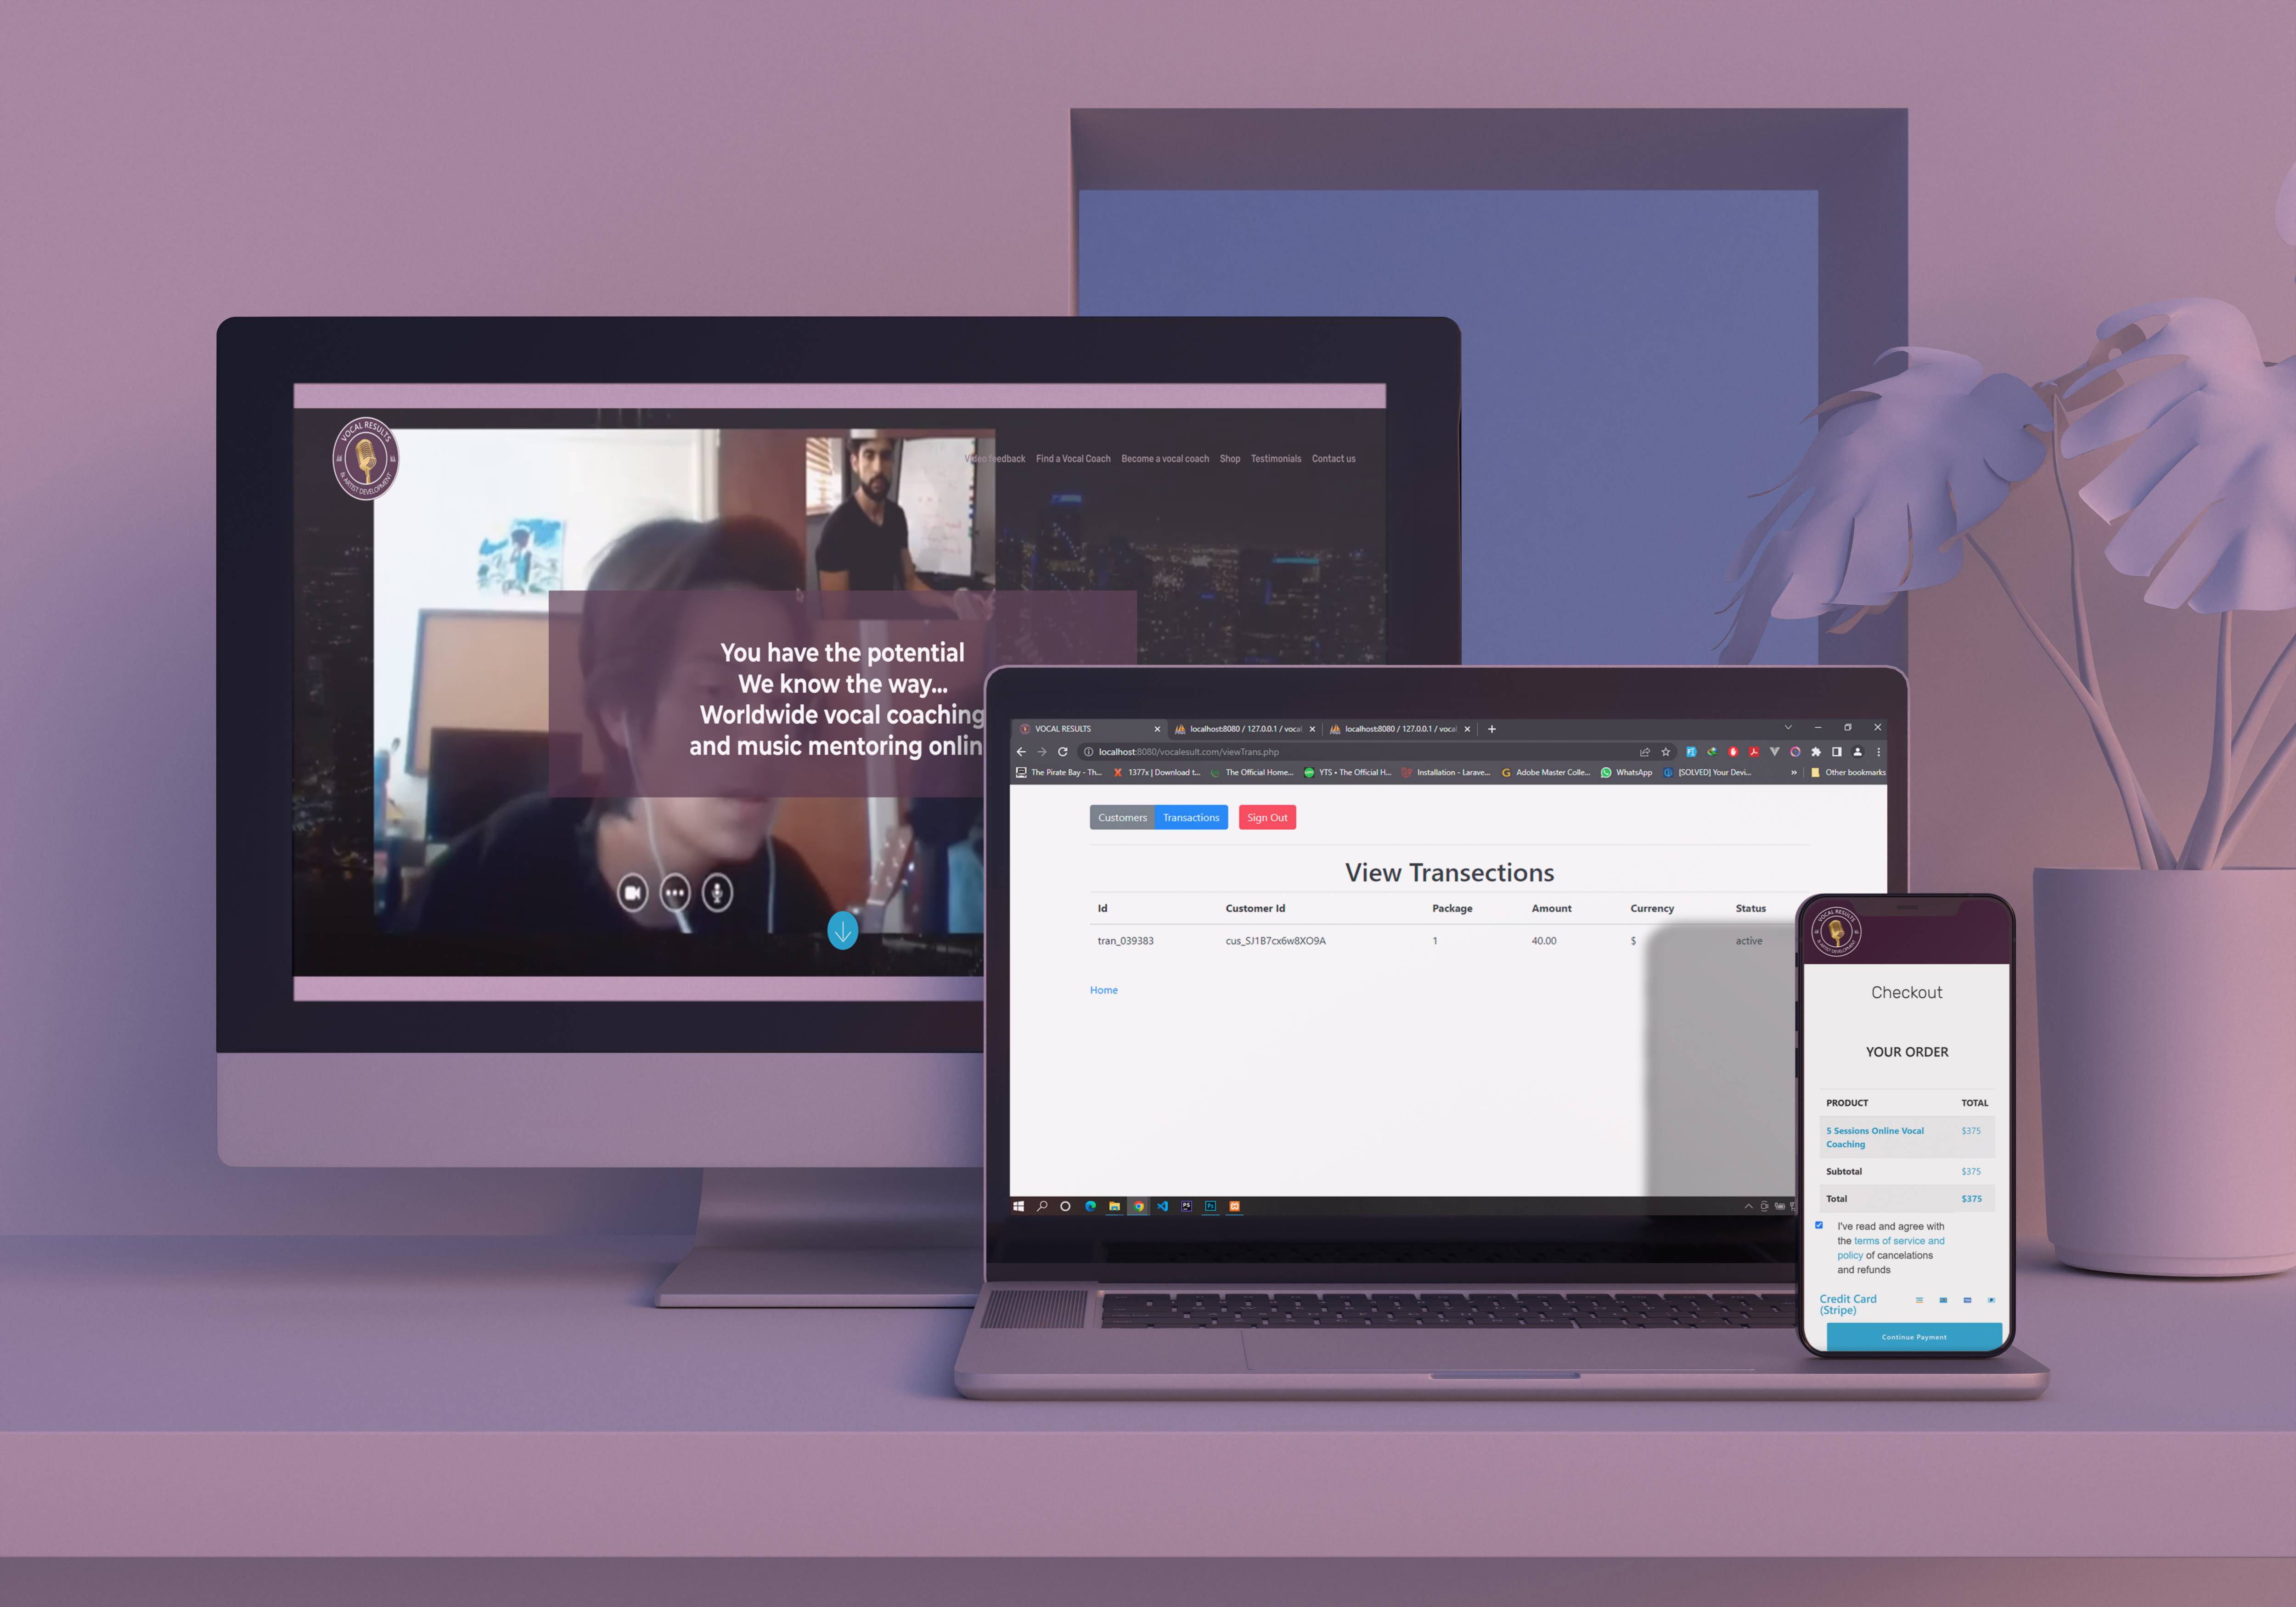 VOCAL RESULTS
& ARTIST DEVELOPMENT
Video feedback Find a Vocal Coach Become a vocal coach Shop Testimonials Contact us
You have the potential
We know the way...
Worldwide vocal coaching
and music mentoring onlin
VOCAL RESULTS localhost:8080 / 127.0.0.1 / vocal localhost:8080 / 127.0.0.1 / vocal
localhost:8080/vocalesult.com/viewTrans.php
The Pirate Bay - Th... 1377x | Download t... The Official Home... YTS • The Official H... Installation - Larave... Adobe Master Colle... WhatsApp [SOLVED] Your Devi... » Other bookmarks
Customers Transactions Sign Out
View Transections
Id Customer Id Package Amount Currency Status
tran_039383 cus_SJ1B7cx6w8XO9A 1 40.00 $ active
Home
VOCAL RESULTS
& ARTIST DEVELOPMENT
Checkout
YOUR ORDER
PRODUCT TOTAL
5 Sessions Online Vocal $375
Coaching
Subtotal $375
Total $375
I've read and agree with
the terms of service and
policy of cancelations
and refunds
Credit Card
(Stripe)
Continue Payment